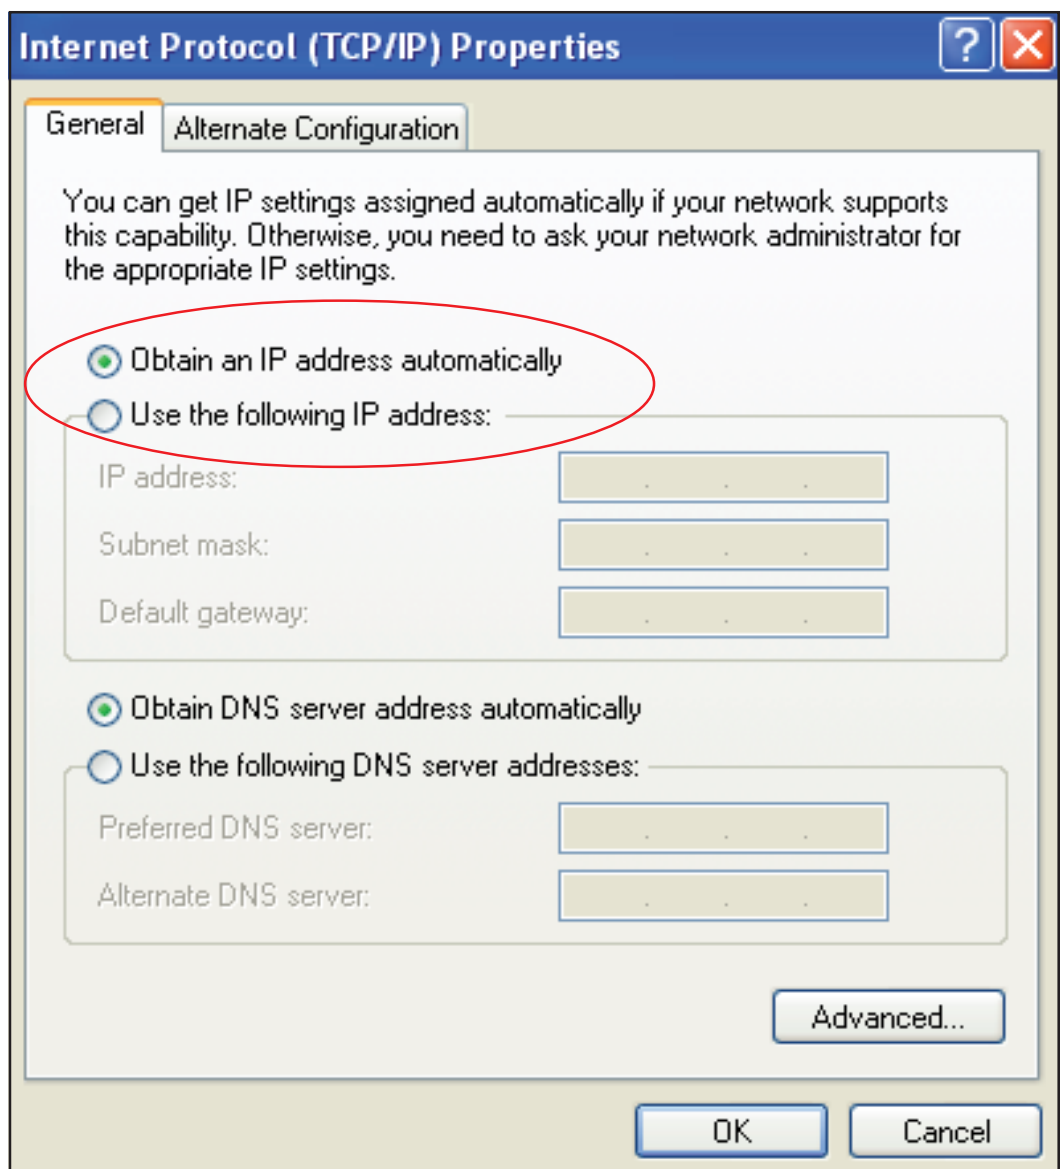 Internet Protocol (TCP/IP) Properties
General
Alternate Configuration
You can get IP settings assigned automatically if your network supports
this capability. Otherwise, you need to ask your network administrator for
the appropriate IP settings.
Obtain an IP address automatically
Use the following IP address:
IP address:
Subnet mask:
Default gateway:
Obtain DNS server address automatically
Use the following DNS server addresses:
Preferred DNS server:
Alternate DNS server:
Advanced...
OK
Cancel